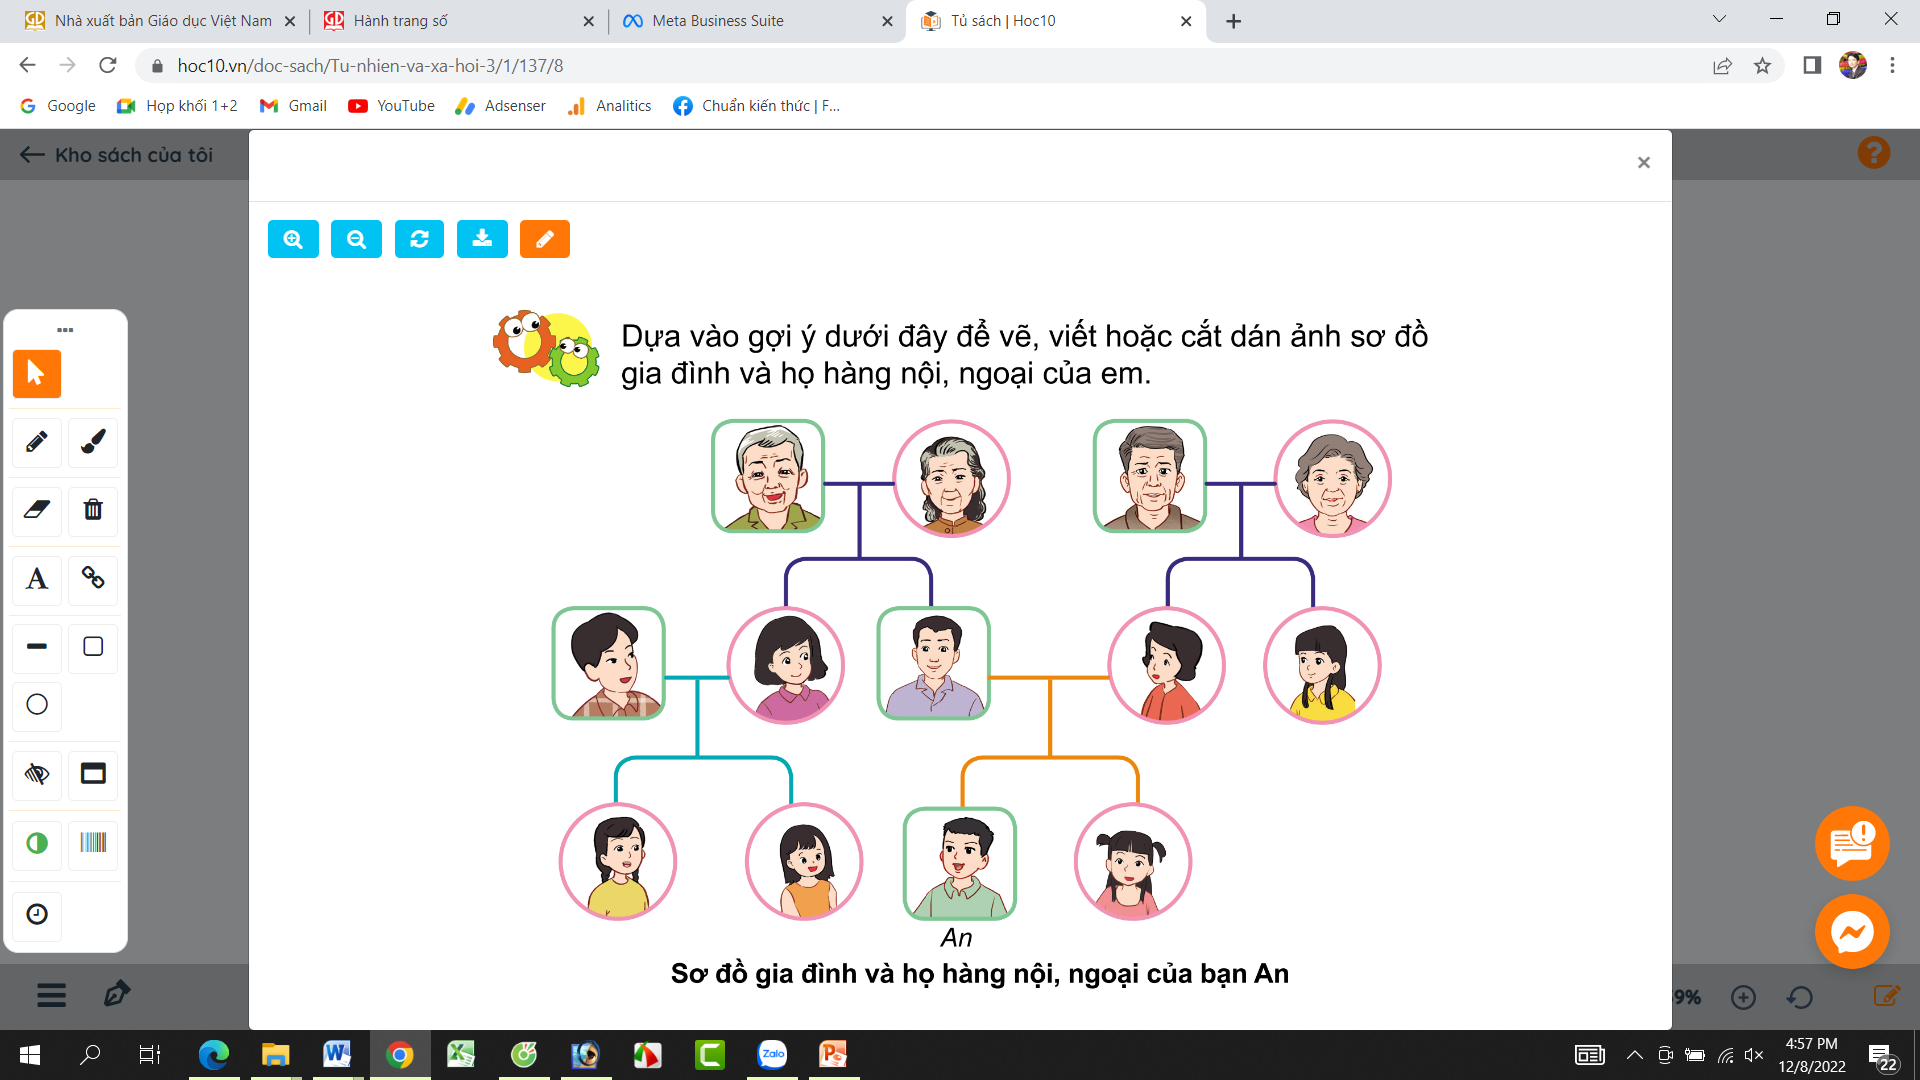 Nhà xuất bản Giáo dục Việt Nam
Hành trang số
Meta Business Suite
Tủ sách | Hoc10
hoc10.vn/doc-sach/Tu-nhien-va-xa-hoi-3/1/137/8
Google
Họp khối 1+2
Gmail
YouTube
Adsenser
Analitics
Chuẩn kiến thức | F...
Kho sách của tôi
Dựa vào gợi ý dưới đây để vẽ, viết hoặc cắt dán ảnh sơ đồ
gia đình và họ hàng nội, ngoại của em.
An
Sơ đồ gia đình và họ hàng nội, ngoại của bạn An
9%
Zalo
4:57 PM
12/8/2022
22